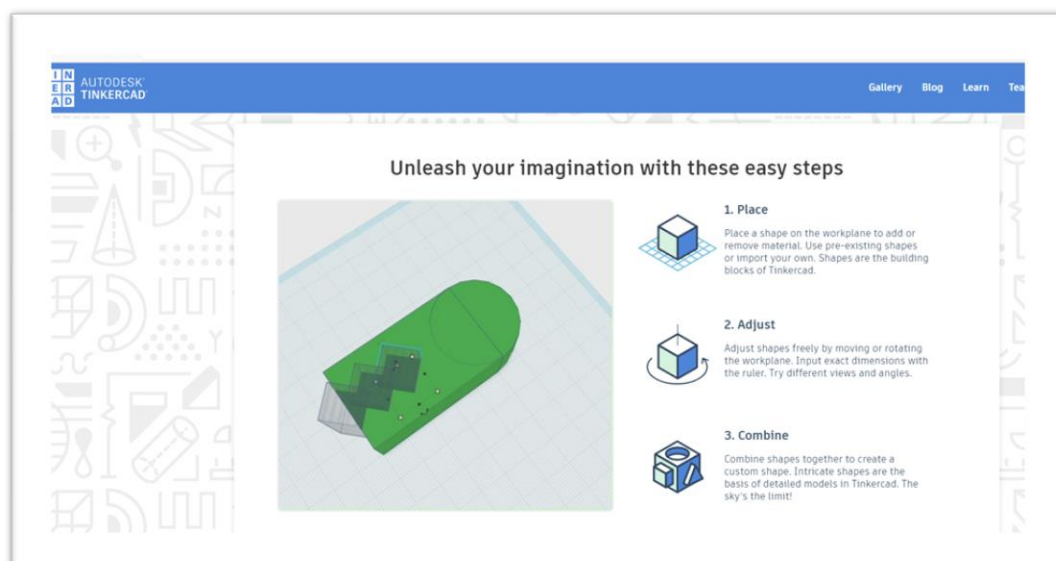 IN
ER
AD
AUTODESK®
TINKERCAD®
Gallery Blog Learn
Unleash your imagination with these easy steps
1. Place
Place a shape on the workplane to add or
remove material. Use pre-existing shapes
or import your own. Shapes are the building
blocks of Tinkercad.
2. Adjust
Adjust shapes freely by moving or rotating
the workplane. Input exact dimensions with
the ruler. Try different views and angles.
3. Combine
Combine shapes together to create a
custom shape. Intricate shapes are the
basis of detailed models in Tinkercad. The
sky's the limit!